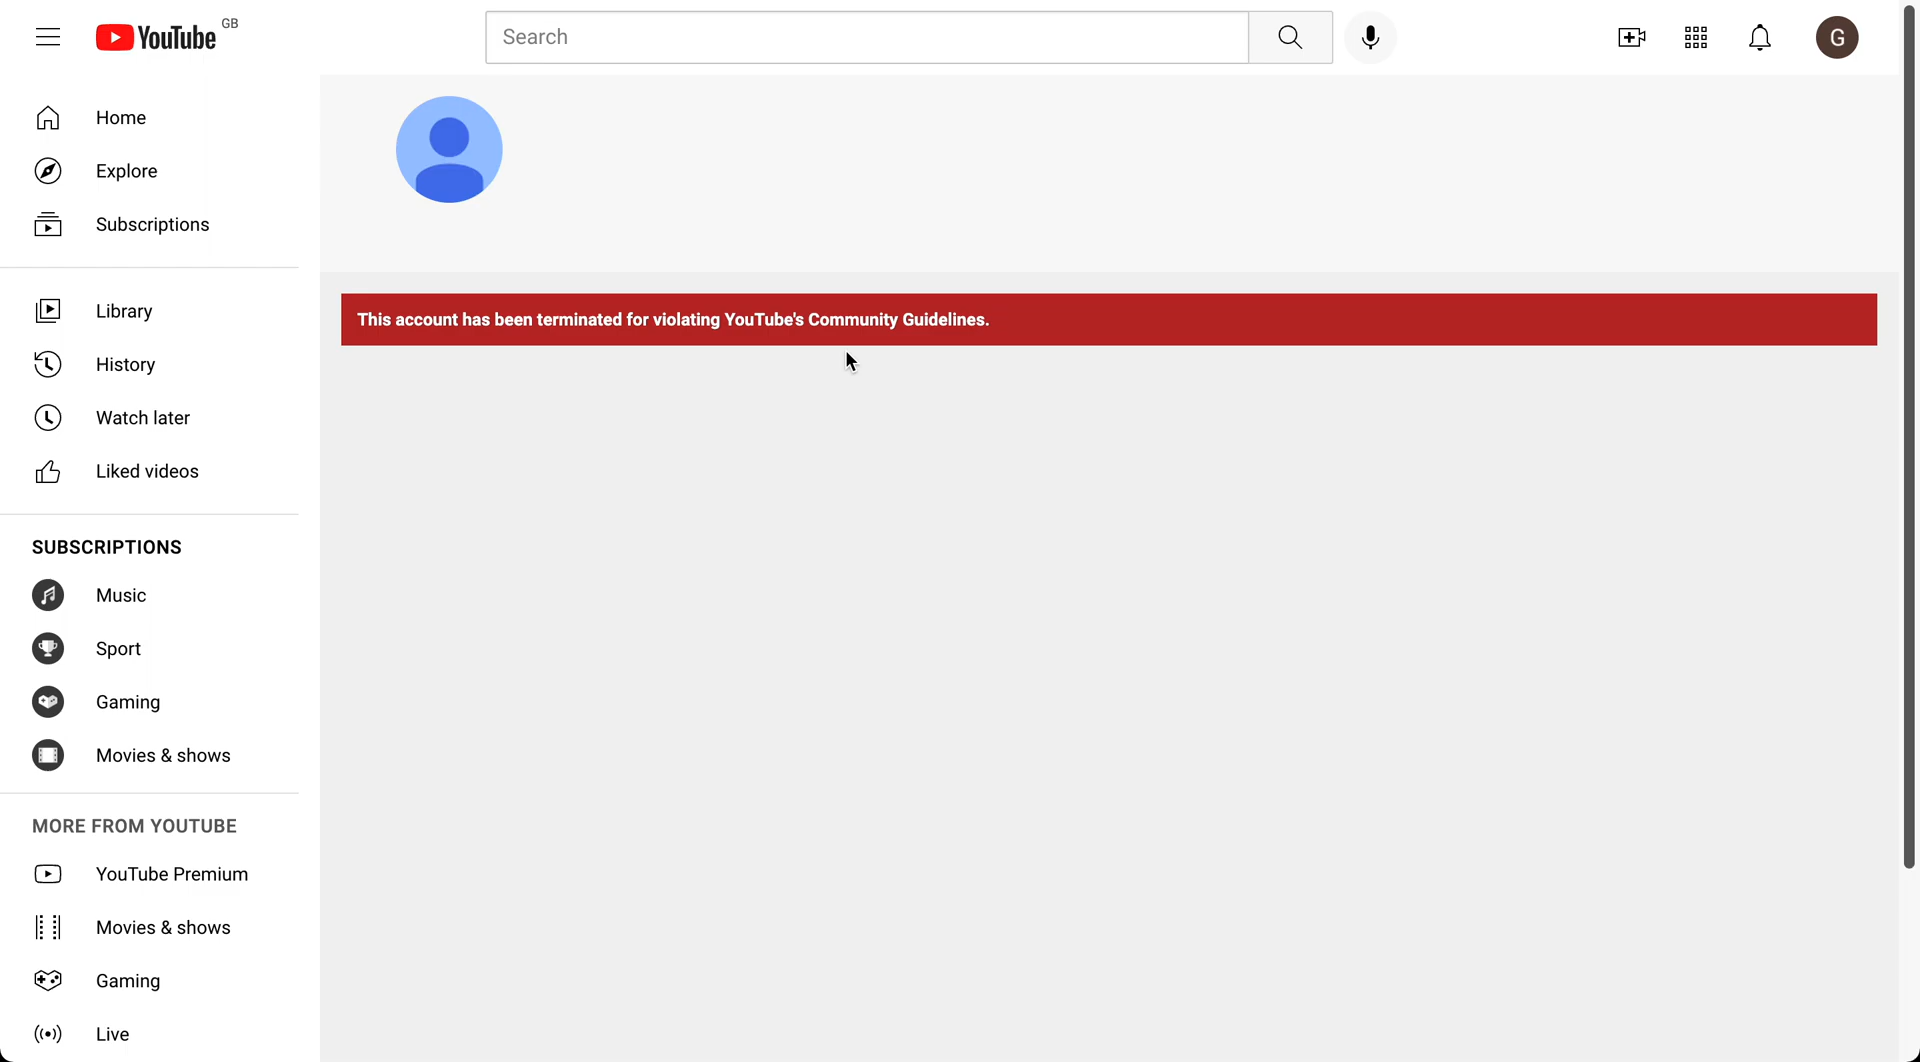 YouTube GB
Search
G
Home
Explore
Subscriptions
Library
History
Watch later
Liked videos
SUBSCRIPTIONS
Music
Sport
Gaming
Movies & shows
MORE FROM YOUTUBE
YouTube Premium
Movies & shows
Gaming
Live
This account has been terminated for violating YouTube's Community Guidelines.